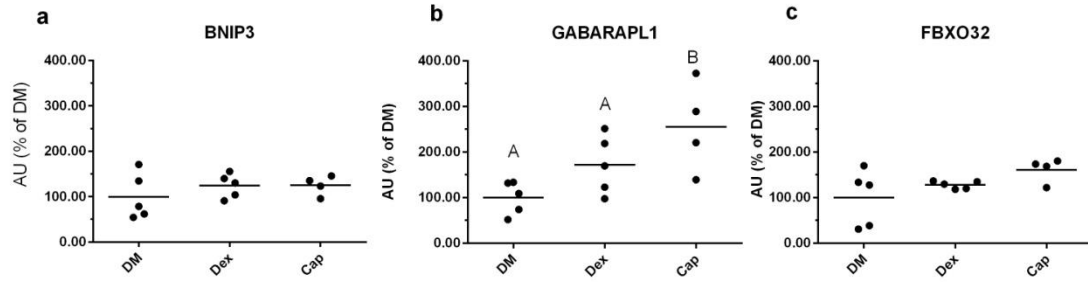 a
BNIP3
AU (% of DM)
400.00
300.00
200.00
100.00
0.00
DM
Dex
Cap
b
GABARAPL1
AU (% of DM)
400.00
300.00
200.00
100.00
0.00
A
A
B
DM
Dex
Cap
c
FBXO32
AU (% of DM)
400.00
300.00
200.00
100.00
0.00
DM
Dex
Cap